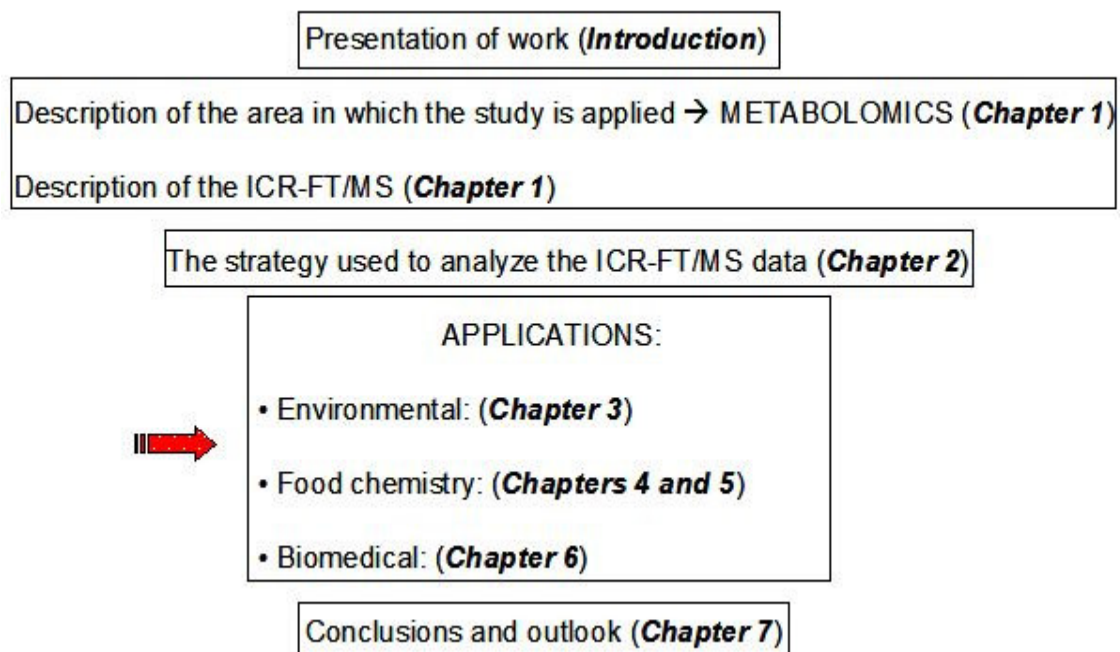 Presentation of work (Introduction)
Description of the area in which the study is applied → METABOLOMICS (Chapter 1)
Description of the ICR-FT/MS (Chapter 1)
The strategy used to analyze the ICR-FT/MS data (Chapter 2)
APPLICATIONS:
• Environmental: (Chapter 3)
• Food chemistry: (Chapters 4 and 5)
• Biomedical: (Chapter 6)
Conclusions and outlook (Chapter 7)